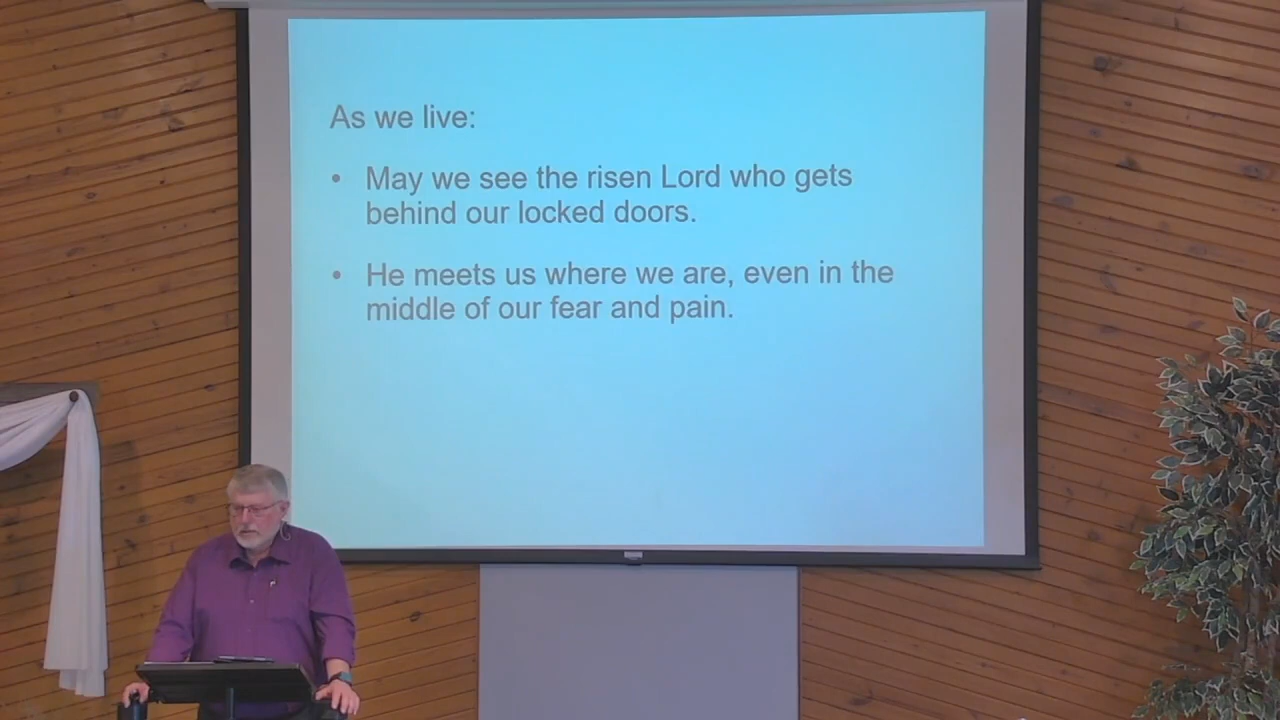 As we live:
• May we see the risen Lord who gets
behind our locked doors.
• He meets us where we are, even in the
middle of our fear and pain.